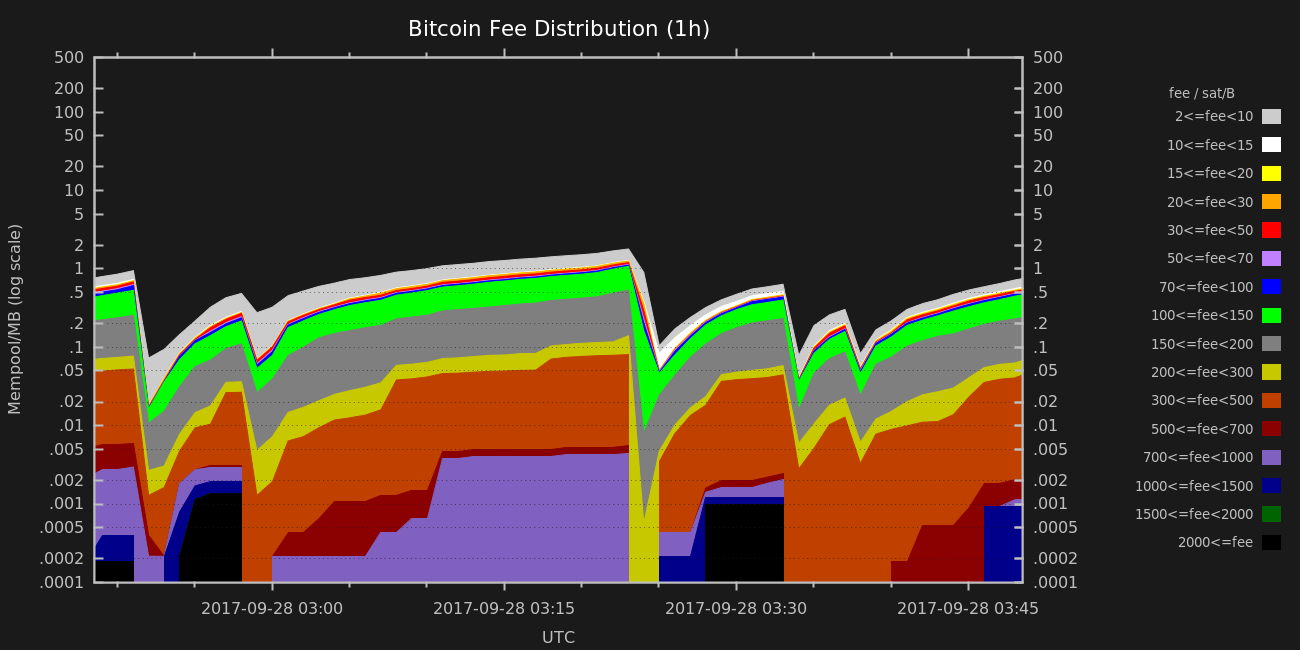 Bitcoin Fee Distribution (1h)
500
200
100
50
20
10
5
2
1
.5
.2
.1
.05
.02
.01
.005
.002
.001
.0005
.0002
.0001
Mempool/MB (log scale)
500
200
100
50
20
10
5
2
1
.5
.2
.1
.05
.02
.01
.005
.002
.001
.0005
.0002
.0001
2017-09-28 03:00
2017-09-28 03:15
2017-09-28 03:30
2017-09-28 03:45
UTC
fee / sat/B
2<=fee<10
10<=fee<15
15<=fee<20
20<=fee<30
30<=fee<50
50<=fee<70
70<=fee<100
100<=fee<150
150<=fee<200
200<=fee<300
300<=fee<500
500<=fee<700
700<=fee<1000
1000<=fee<1500
1500<=fee<2000
2000<=fee